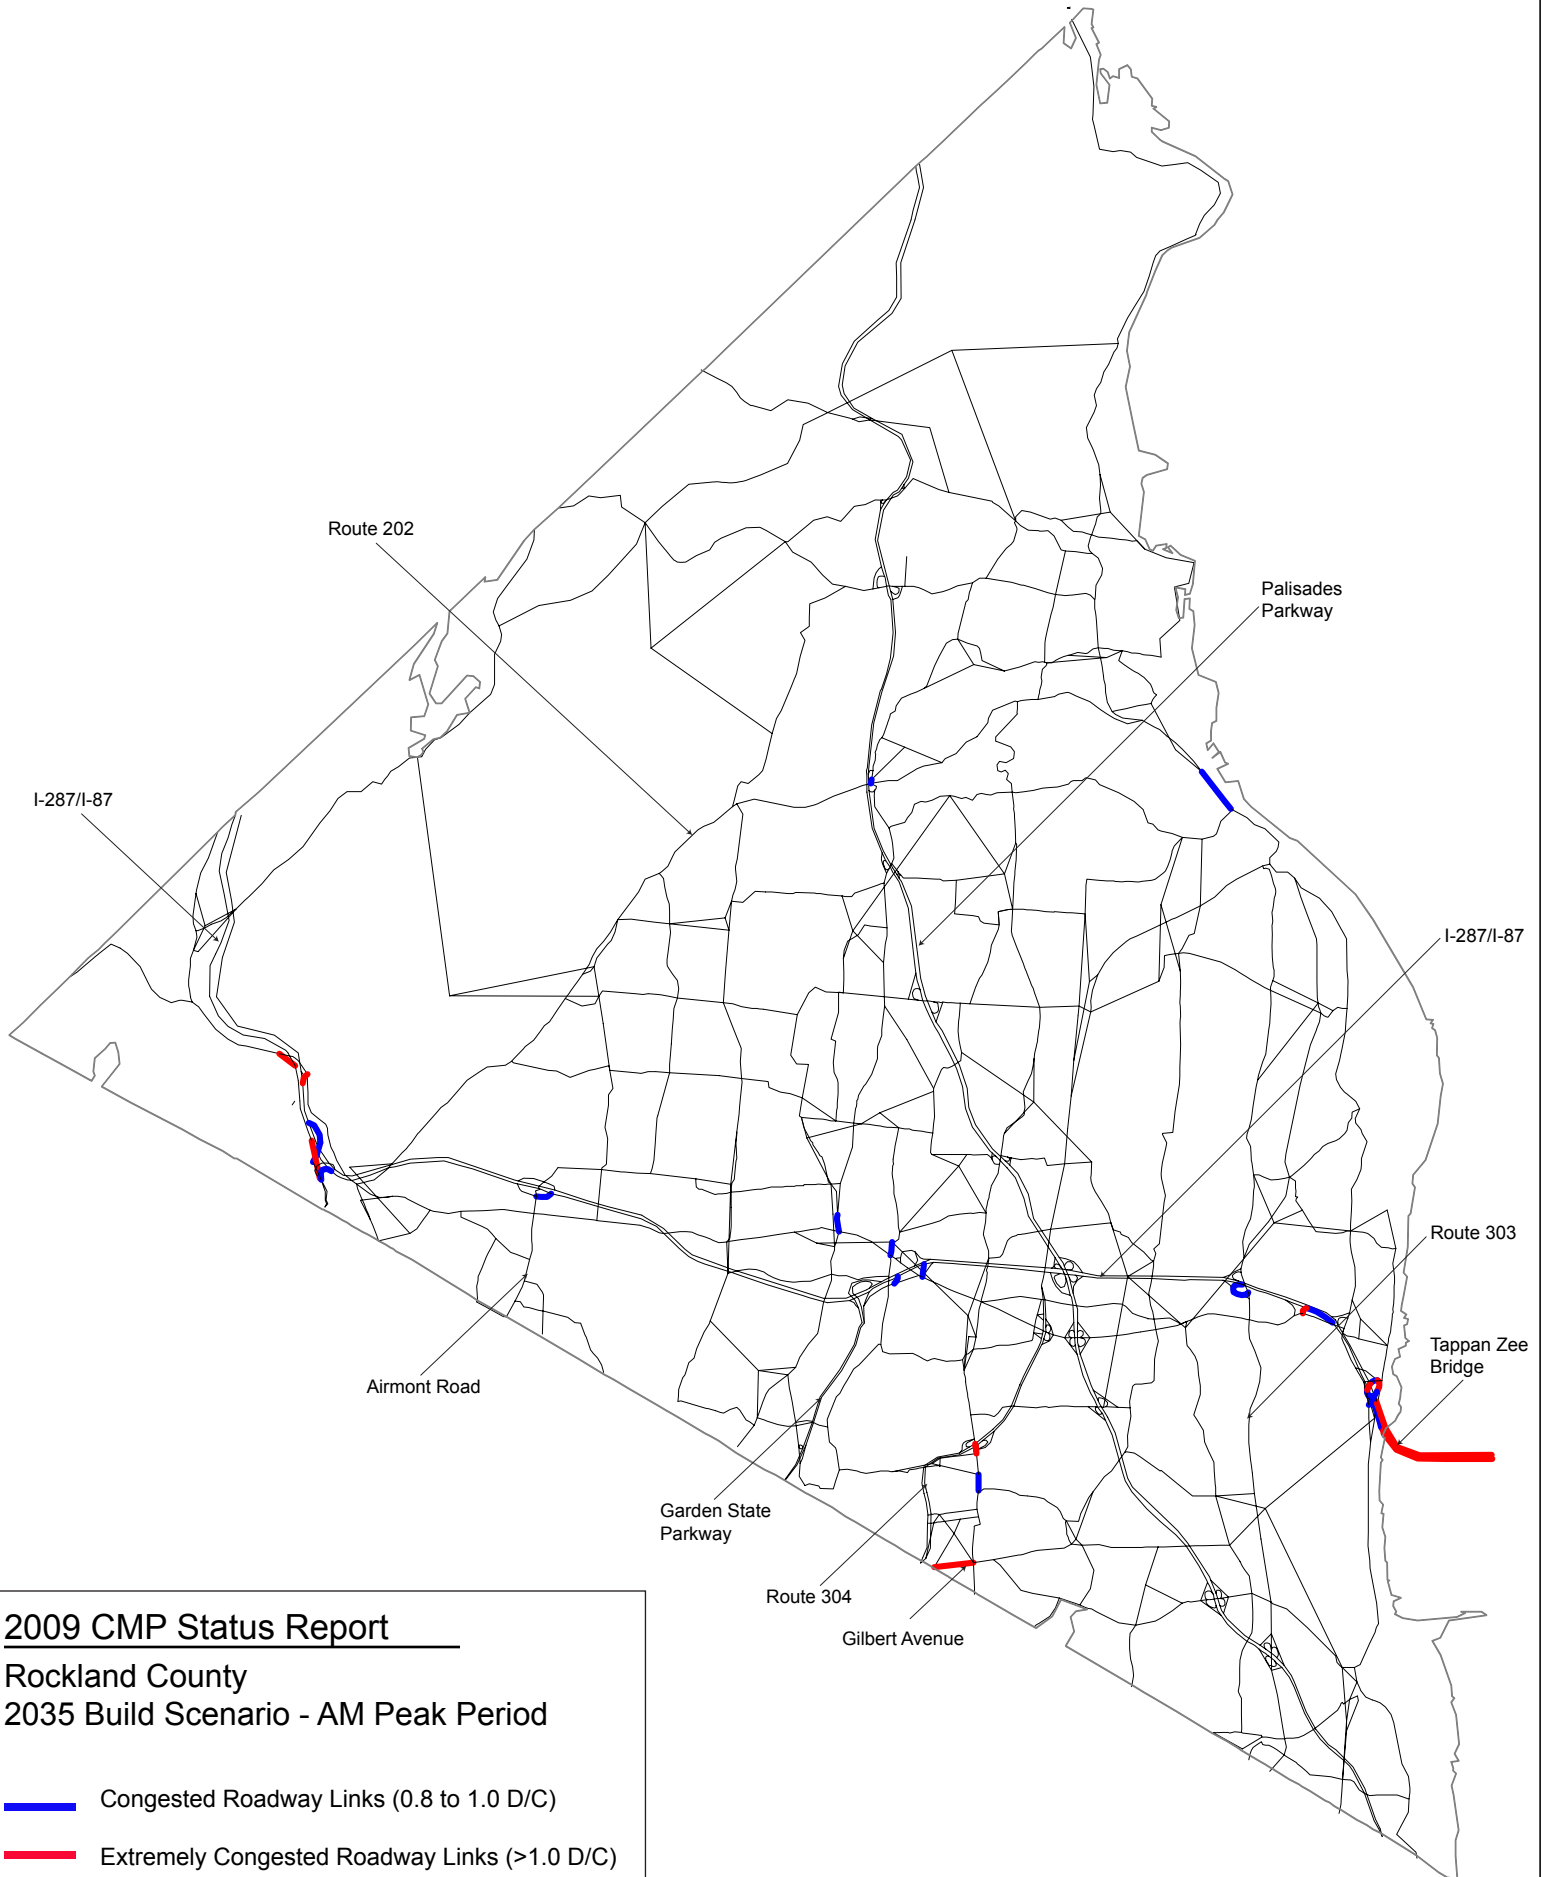 Route 202
Palisades
Parkway
I-287/I-87
I-287/I-87
Route 303
Tappan Zee
Bridge
Airmont Road
Garden State
Parkway
Route 304
Gilbert Avenue
2009 CMP Status Report
Rockland County
2035 Build Scenario - AM Peak Period
Congested Roadway Links (0.8 to 1.0 D/C)
Extremely Congested Roadway Links (>1.0 D/C)